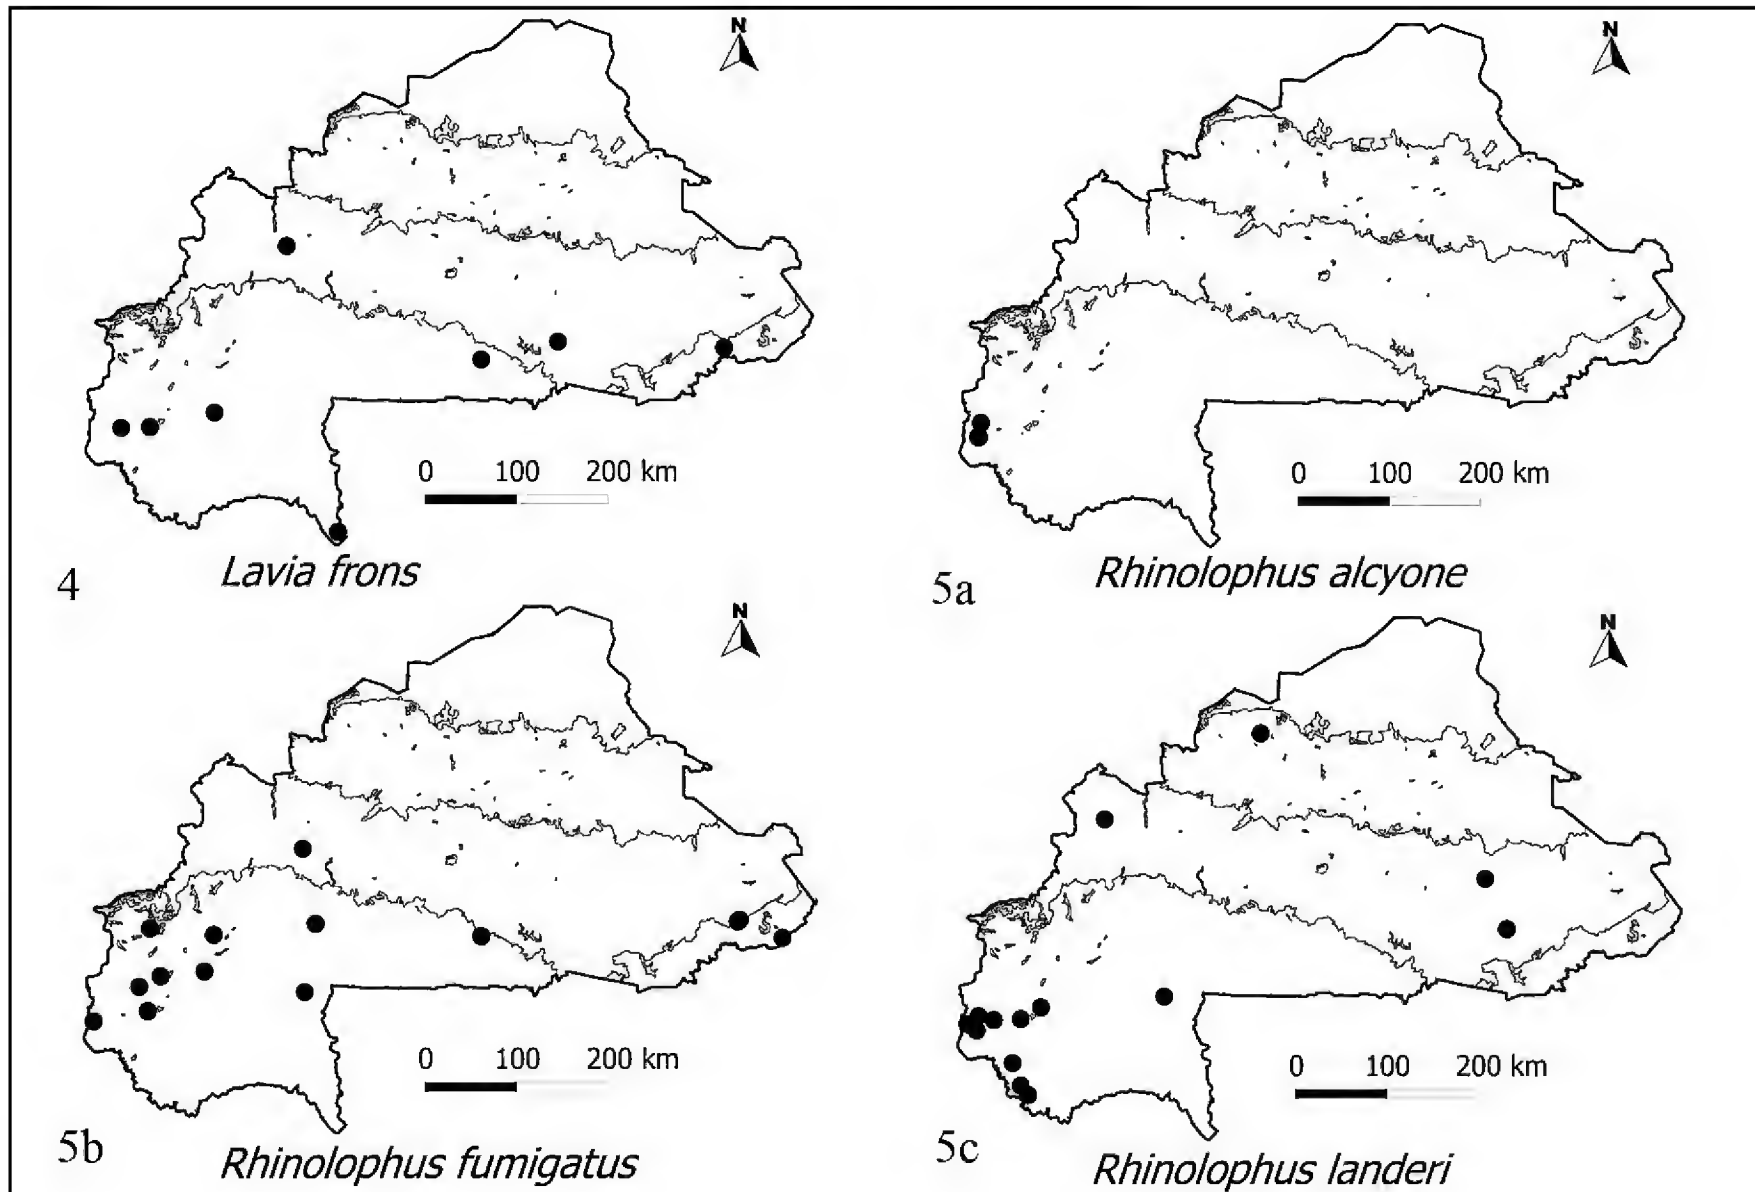 N
N
0 100 200 km
0 100 200 km
4
Lavia frons
5a
Rhinolophus alcyone
N
N
0 100 200 km
0 100 200 km
5b
Rhinolophus fumigatus
5c
Rhinolophus landeri